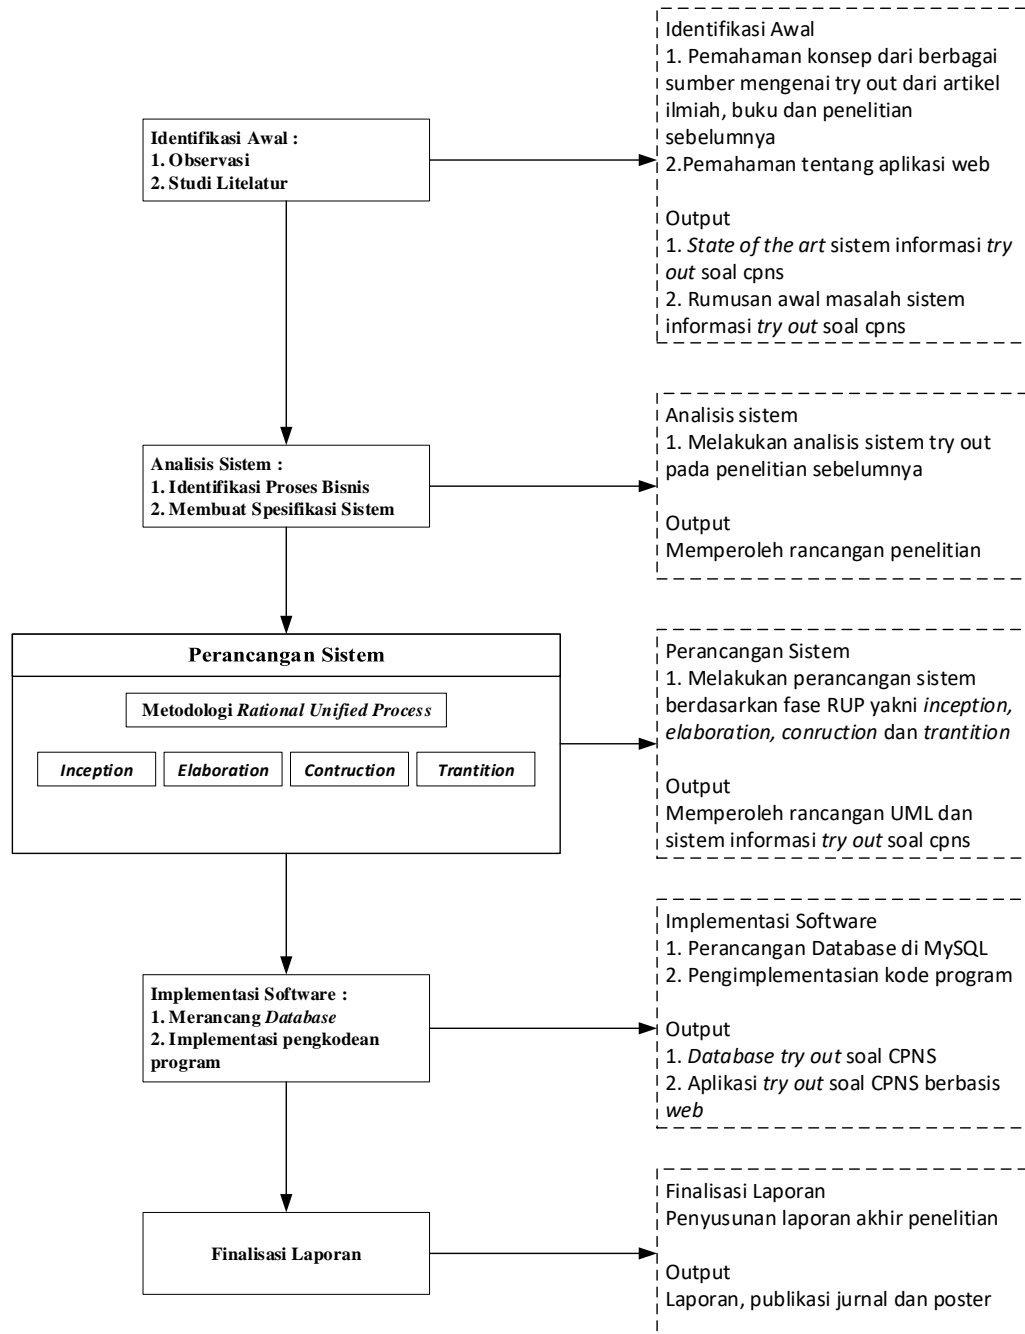 Identifikasi Awal :
1. Observasi
2. Studi Litelatur
Identifikasi Awal
1. Pemahaman konsep dari berbagai
sumber mengenai try out dari artikel
ilmiah, buku dan penelitian
sebelumnya
2.Pemahaman tentang aplikasi web
Output
1. State of the art sistem informasi try
out soal cpns
2. Rumusan awal masalah sistem
informasi try out soal cpns
Analisis Sistem :
1. Identifikasi Proses Bisnis
2. Membuat Spesifikasi Sistem
Analisis sistem
1. Melakukan analisis sistem try out
pada penelitian sebelumnya
Output
Memperoleh rancangan penelitian
Perancangan Sistem
Metodologi Rational Unified Process
Inception
Elaboration
Contruction
Trantition
Perancangan Sistem
1. Melakukan perancangan sistem
berdasarkan fase RUP yakni inception,
elaboration, conruction dan trantition
Output
Memperoleh rancangan UML dan
sistem informasi try out soal cpns
Implementasi Software :
1. Merancang Database
2. Implementasi pengkodean
program
Implementasi Software
1. Perancangan Database di MySQL
2. Pengimplementasian kode program
Output
1. Database try out soal CPNS
2. Aplikasi try out soal CPNS berbasis
web
Finalisasi Laporan
Finalisasi Laporan
Penyusunan laporan akhir penelitian
Output
Laporan, publikasi jurnal dan poster